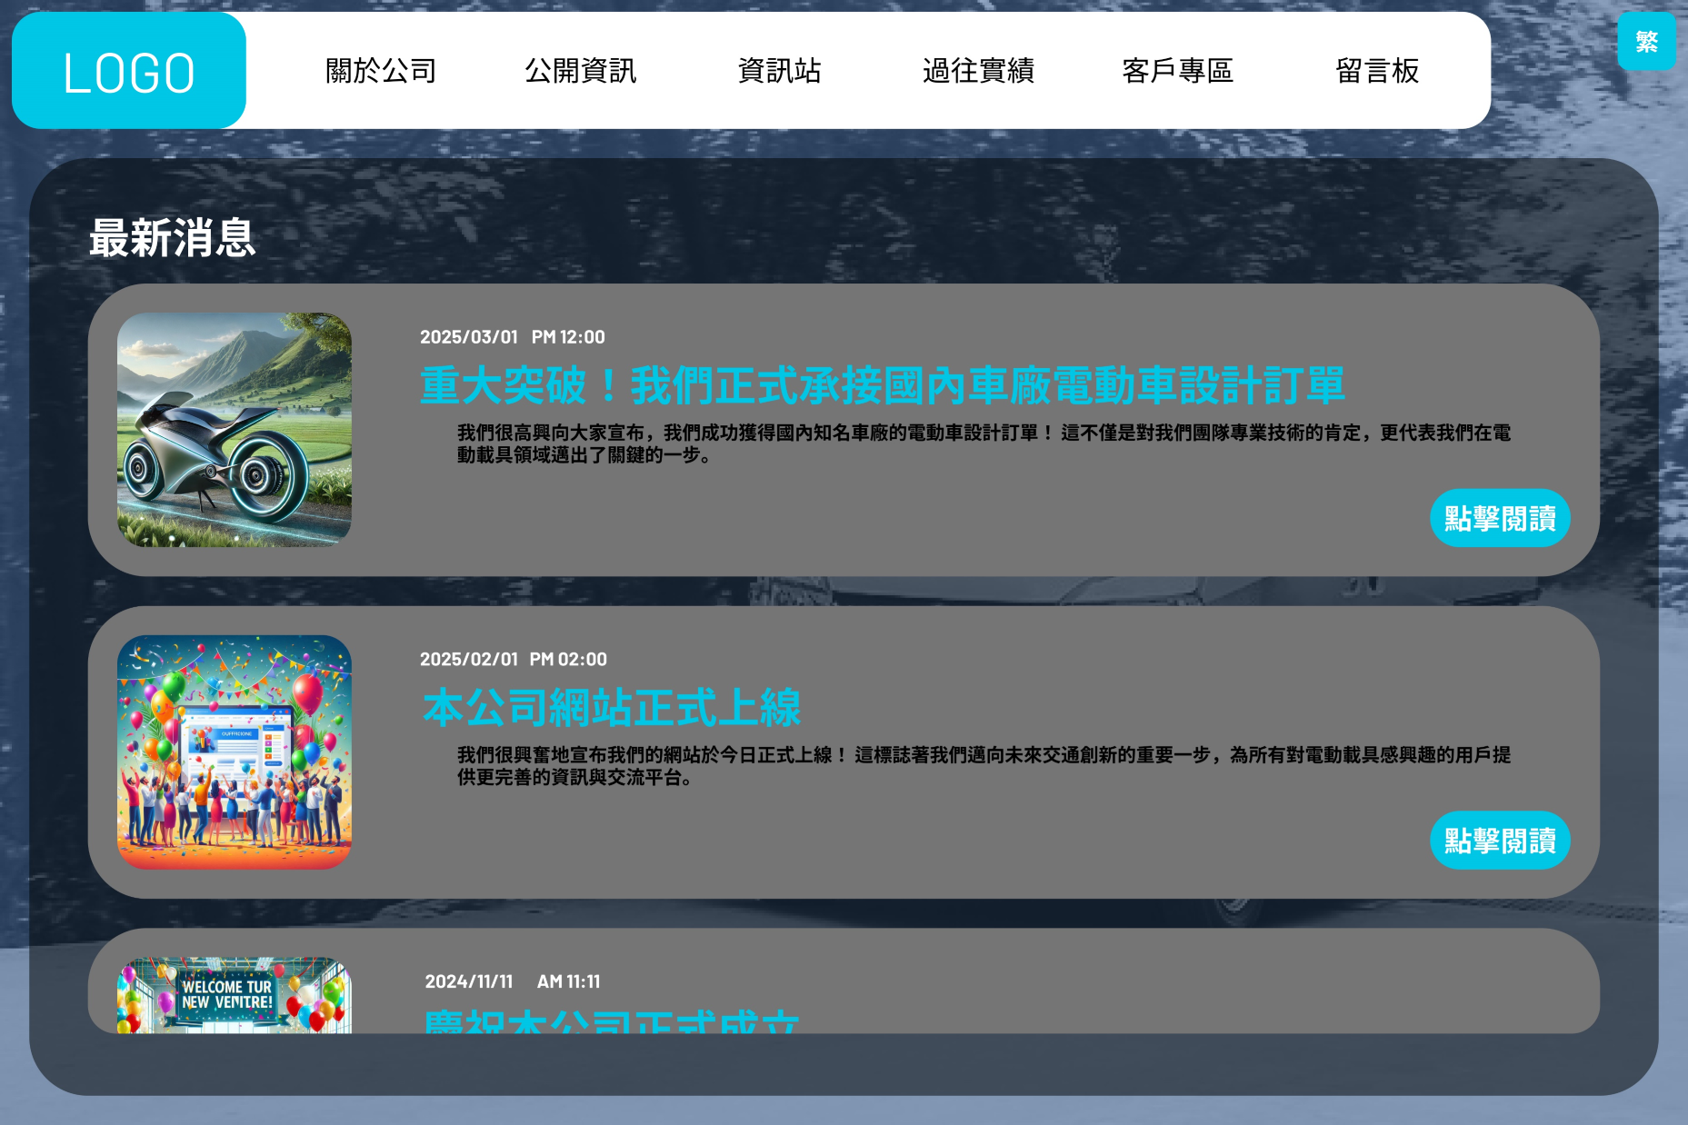 LOGO
關於公司
公開資訊
資訊站
過往實績
客戶專區
留言板
繁
最新消息
2025/03/01 PM 12:00
重大突破！我們正式承接國內車廠電動車設計訂單
我們很高興向大家宣布，我們成功獲得國內知名車廠的電動車設計訂單！ 這不僅是對我們團隊專業技術的肯定，更代表我們在電
動載具領域邁出了關鍵的一步。
點擊閱讀
2025/02/01 PM 02:00
本公司網站正式上線
我們很興奮地宣布我們的網站於今日正式上線！ 這標誌著我們邁向未來交通創新的重要一步，為所有對電動載具感興趣的用戶提
供更完善的資訊與交流平台。
點擊閱讀
WELCOME TUR
NEW VENTRE!
2024/11/11 AM 11:11
慶祝本公司正式成立